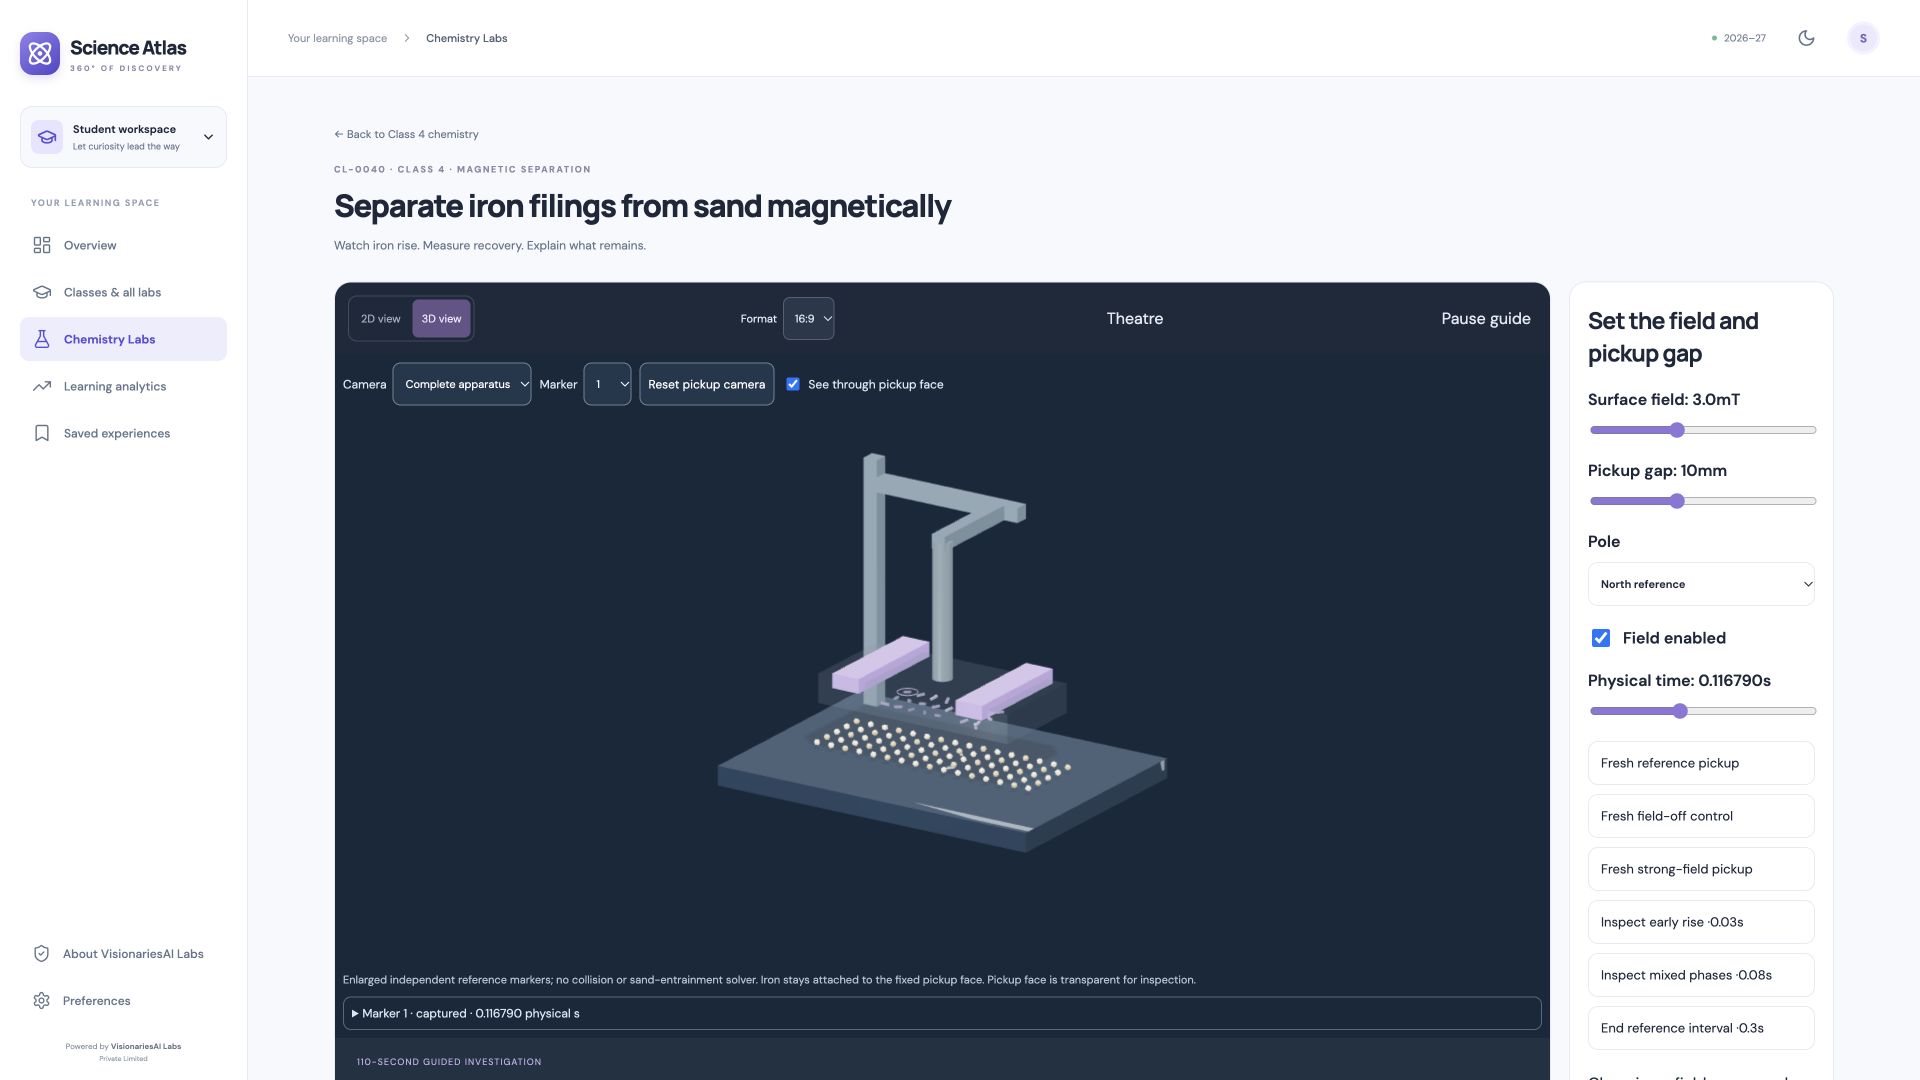 Science Atlas
360° OF DISCOVERY
Student workspace
Let curiosity lead the way
YOUR LEARNING SPACE
Overview
Classes & all labs
Chemistry Labs
Learning analytics
Saved experiences
About VisionariesAI Labs
Preferences
Powered by VisionariesAI Labs
Private Limited
Your learning space
Chemistry Labs
2026–27
S
← Back to Class 4 chemistry
CL-0040 · CLASS 4 · MAGNETIC SEPARATION
Separate iron filings from sand magnetically
Watch iron rise. Measure recovery. Explain what remains.
2D view
3D view
Format
16:9
Theatre
Pause guide
Camera
Complete apparatus
Marker
1
Reset pickup camera
See through pickup face
Enlarged independent reference markers; no collision or sand-entrainment solver. Iron stays attached to the fixed pickup face. Pickup face is transparent for inspection.
Marker 1 · captured · 0.116790 physical s
110-SECOND GUIDED INVESTIGATION
Set the field and
pickup gap
Surface field: 3.0mT
Pickup gap: 10mm
Pole
North reference
Field enabled
Physical time: 0.116790s
Fresh reference pickup
Fresh field-off control
Fresh strong-field pickup
Inspect early rise ·0.03s
Inspect mixed phases ·0.08s
End reference interval ·0.3s